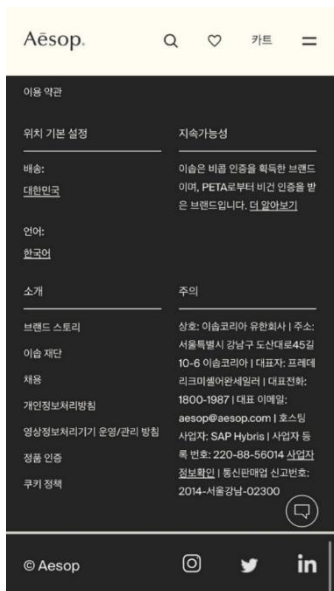 Aēsop.
카트
이용 약관
위치 기본 설정
배송:
대한민국
언어:
한국어
지속가능성
이솝은 비콥 인증을 획득한 브랜드
이며, PETA로부터 비건 인증을 받
은 브랜드입니다. 더 알아보기
소개
브랜드 스토리
이솝 재단
채용
개인정보처리방침
영상정보처리기기 운영/관리 방침
정품 인증
쿠키 정책
주의
상호: 이솝코리아 유한회사 | 주소:
서울특별시 강남구 도산대로45길
10-6 이솝코리아 | 대표자: 프레데
리크미쉘어완세일러 | 대표전화:
1800-1987 | 대표 이메일:
aesop@aesop.com | 호스팅
사업자: SAP Hybris | 사업자 등
록 번호: 220-88-56014 사업자
정보확인 | 통신판매업 신고번호:
2014-서울강남-02300
© Aesop
in